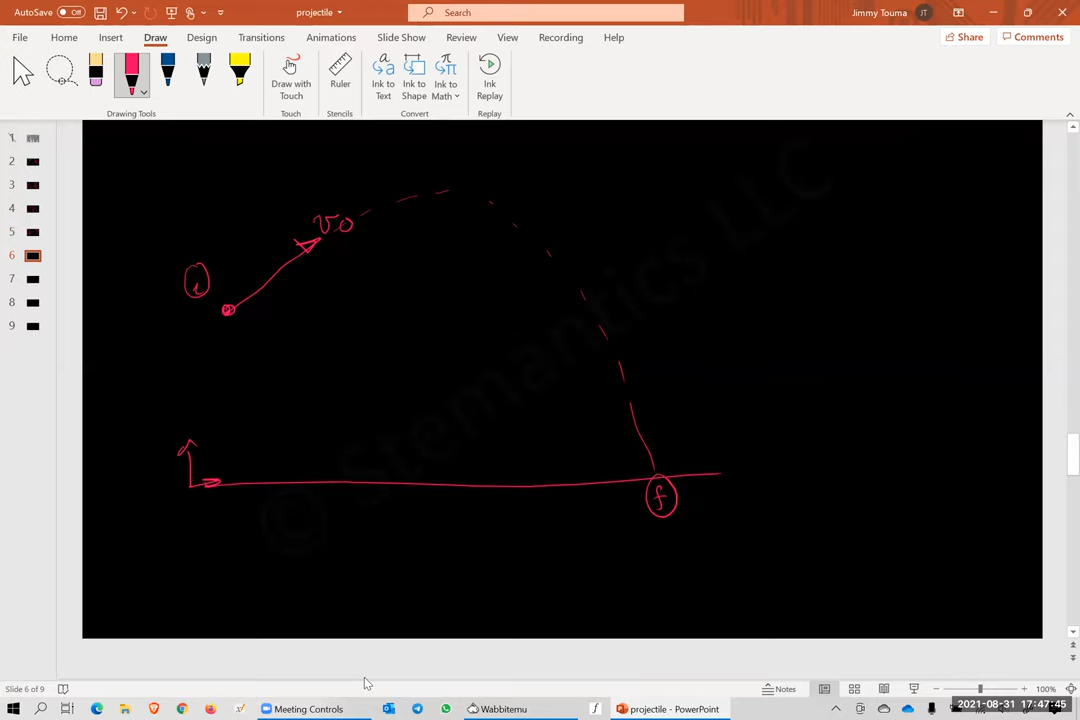 AutoSave Off
projectile
Search
Jimmy Touma JT
File Home Insert Draw Design Transitions Animations Slide Show Review View Recording Help
Share Comments
Draw with Touch
Ruler
a a Ink to Text
Ink to Shape
π Ink to Math
Ink Replay
Drawing Tools
Touch
Stencils
Convert
Replay
1
2
3
4
5
6
7
8
9
© Stemantics LLC
v0
i
f
Slide 6 of 9
Notes
100%
Meeting Controls
Wabbitemu
f
projectile - PowerPoint
2021-08-31 17:47:45